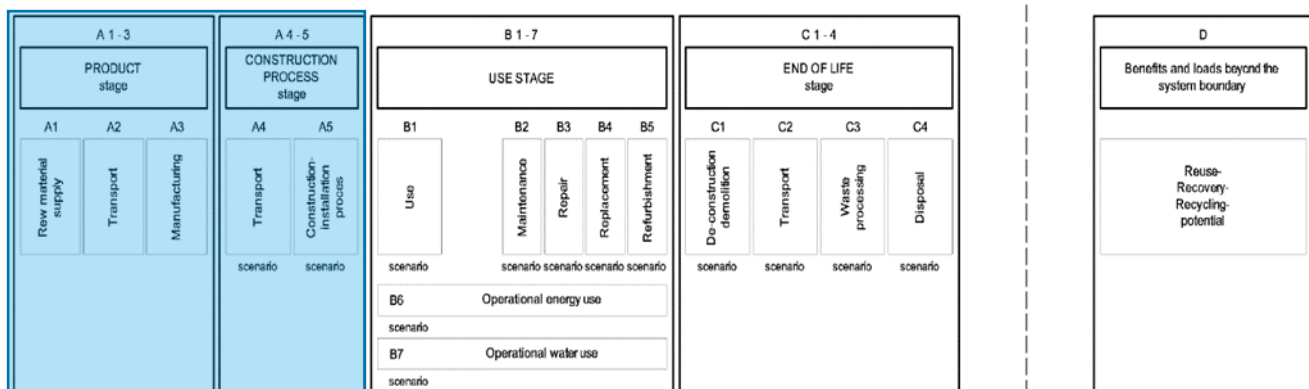 A 1 - 3
PRODUCT
stage
A1
A2
A3
Rew material
supply
Transport
Manufacturing
A 4 - 5
CONSTRUCTION
PROCESS
stage
A4
A5
Transport
Construction-
installation
proces
scenario
scenario
B 1 - 7
USE STAGE
B1
B2
B3
B4
B5
Use
Maintenance
Repair
Replacement
Refurbishment
scenario
scenario
scenario
scenario
scenario
B6
Operational energy use
scenario
B7
Operational water use
scenario
C 1 - 4
END OF LIFE
stage
C1
C2
C3
C4
De-construction
demolition
Transport
Waste
processing
Disposal
scenario
scenario
scenario
scenario
D
Benefits and loads beyond the
system boundary
Reuse-
Recovery-
Recycling-
potential